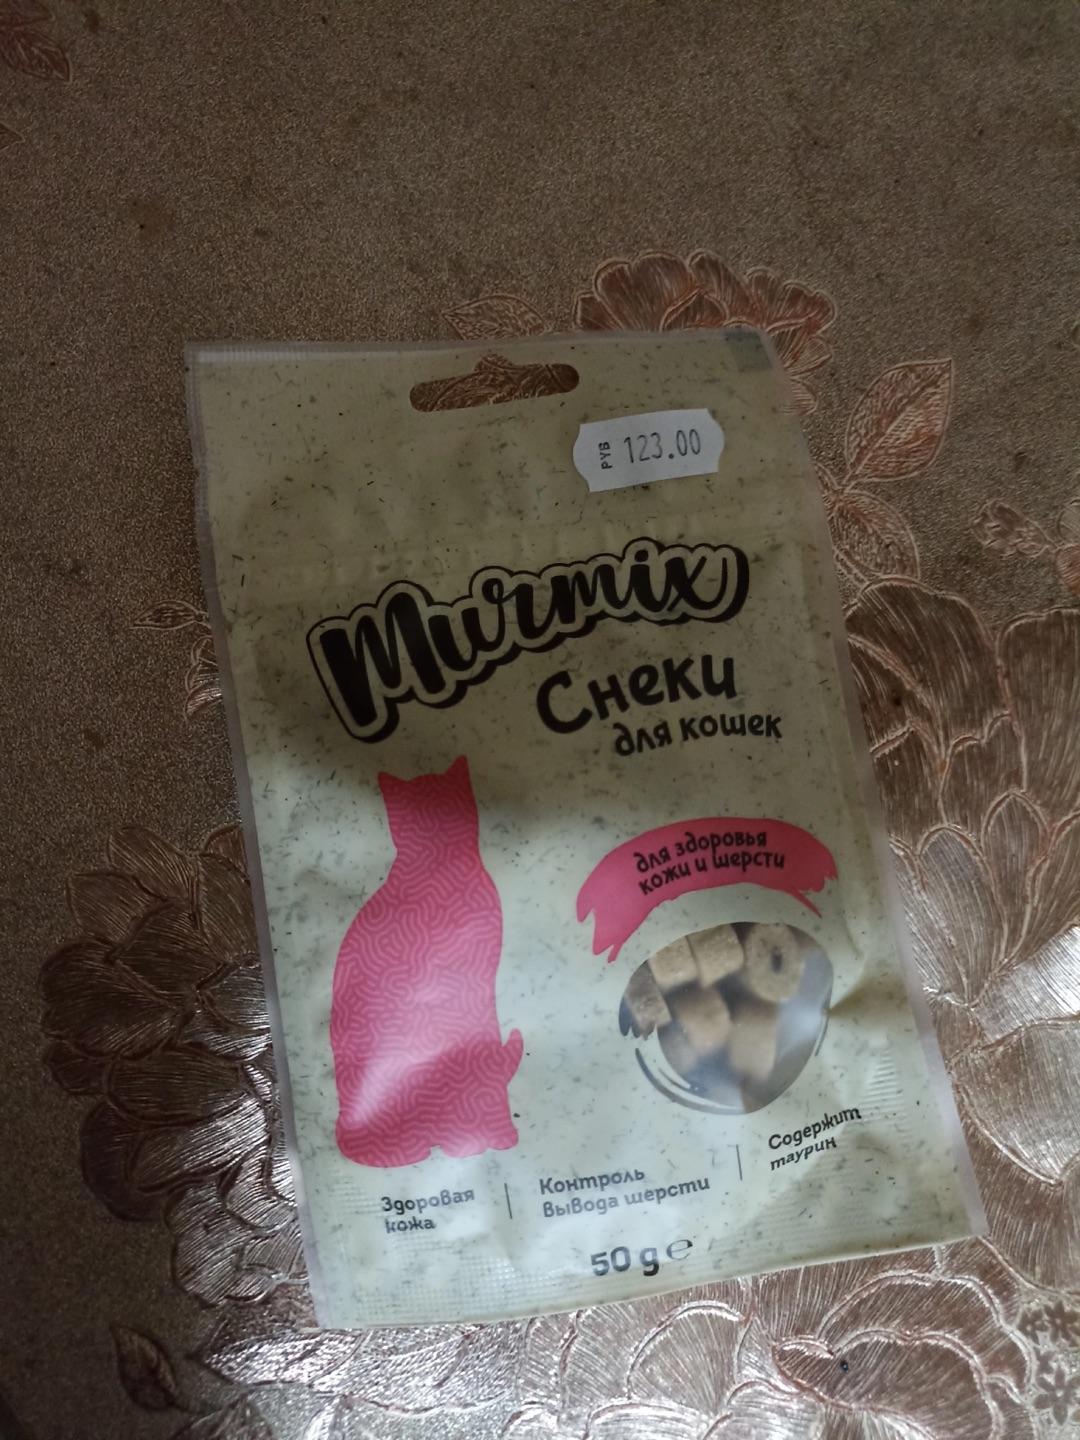 РУБ 123.00
Murmix
Снеки
для кошек
для здоровья
кожи и шерсти
Здоровая
кожа
Контроль
вывода шерсти
Содержит
таурин
50 g e